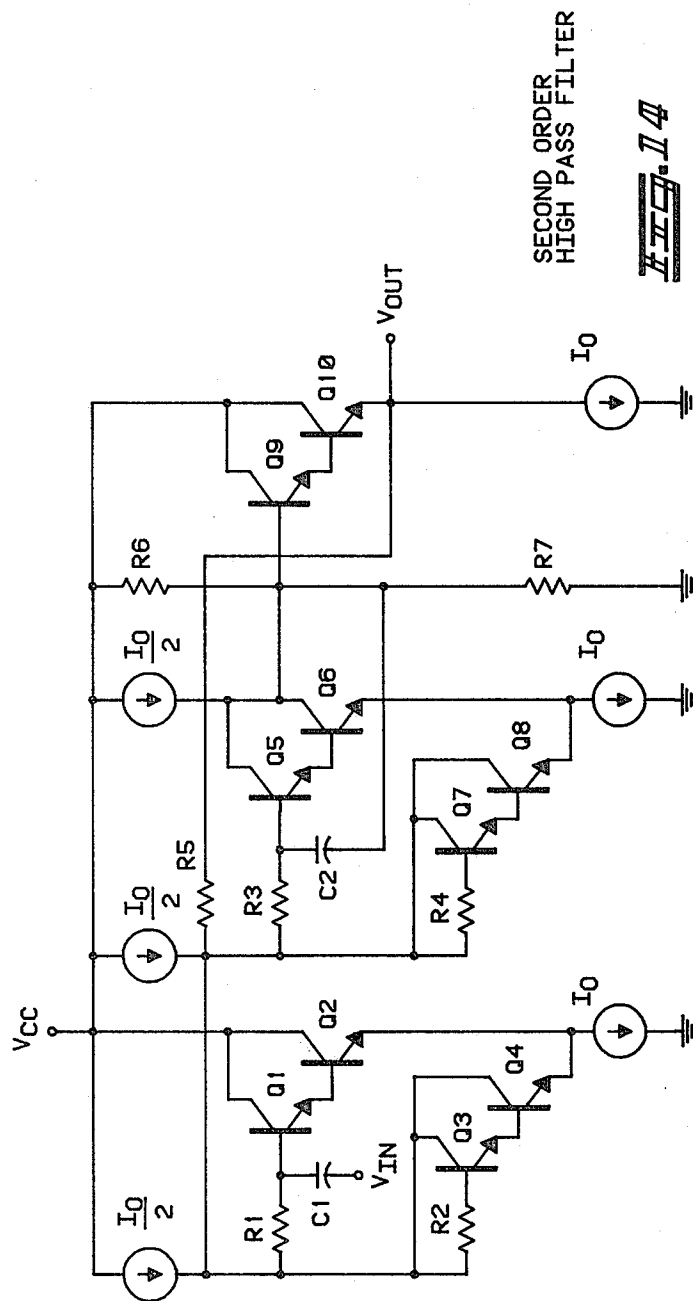 VCC
IO/2
IO/2
IO/2
R6
R5
Q1
Q2
Q5
Q6
Q9
Q10
R1
C1
VIN
R3
C2
VOUT
Q3
Q4
R2
Q7
Q8
R4
R7
IO
IO
IO
SECOND ORDER
HIGH PASS FILTER
Fig.14